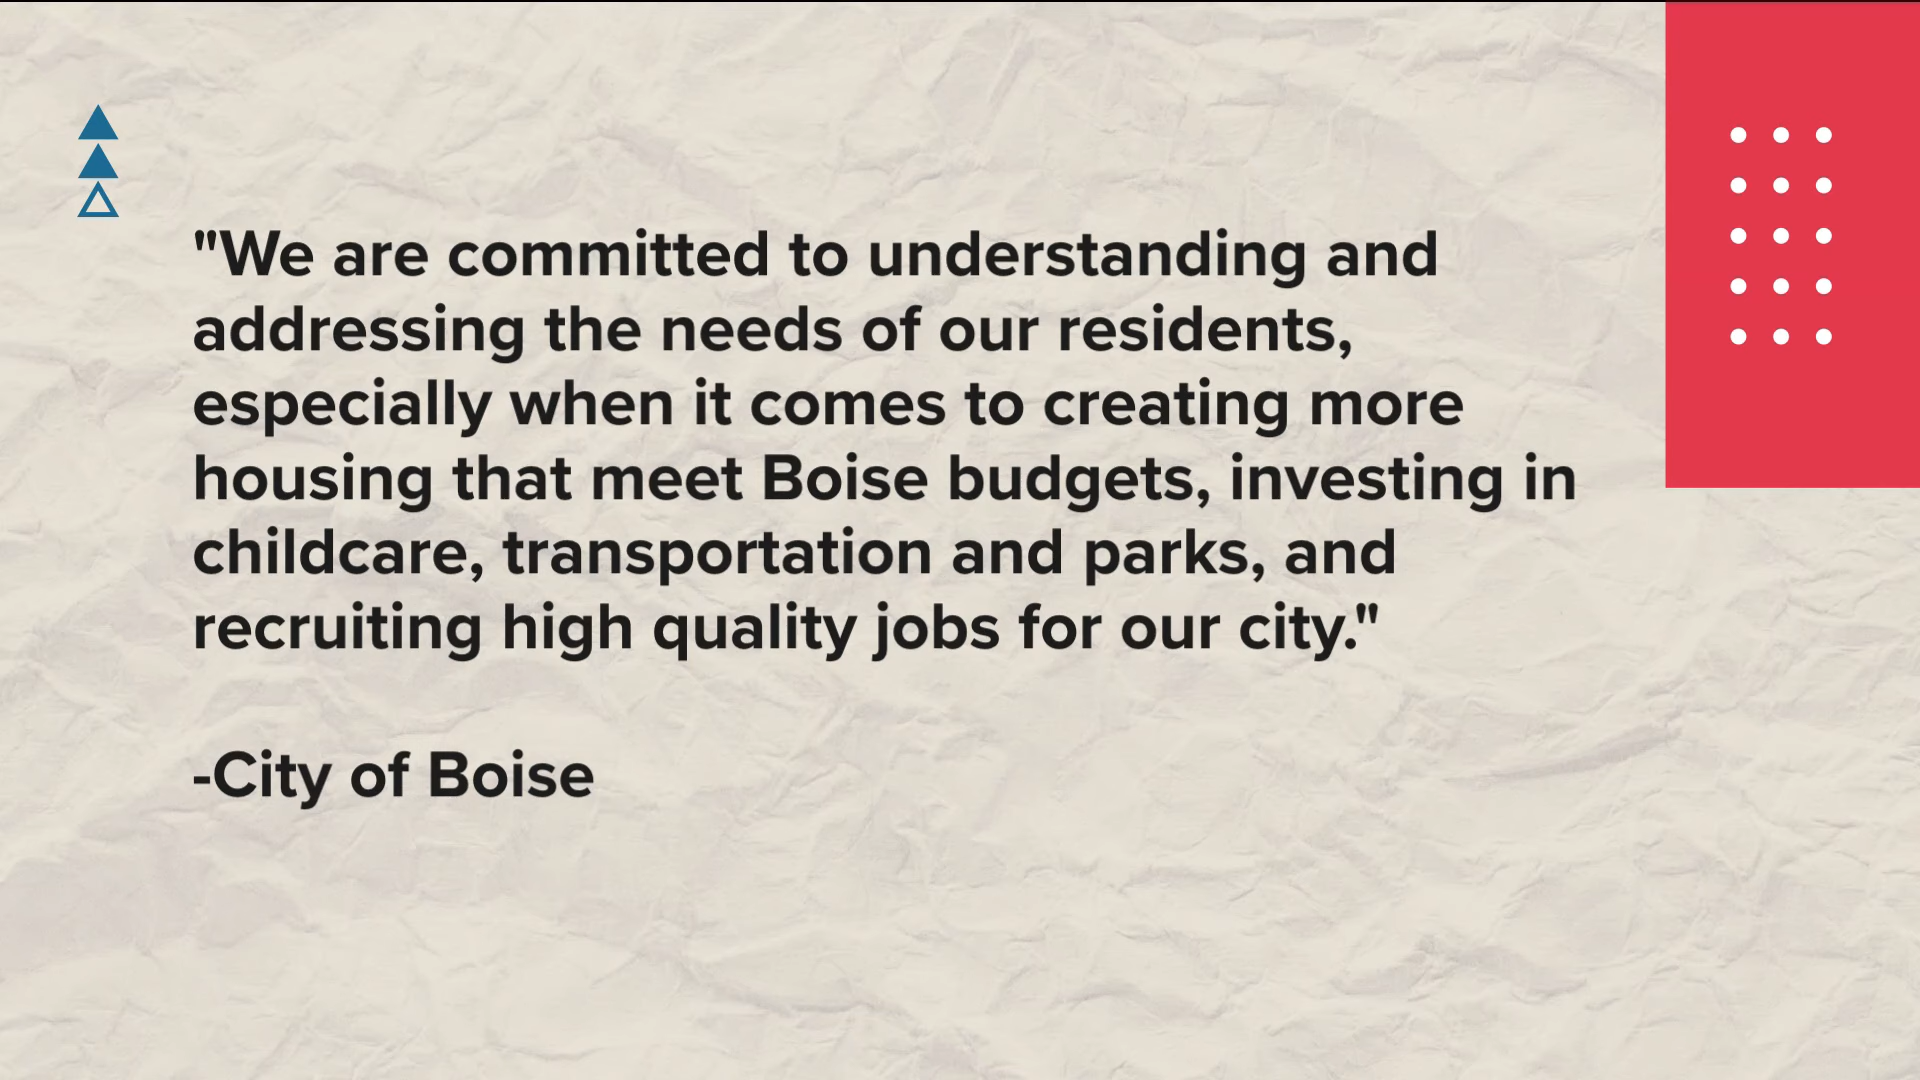 "We are committed to understanding and
addressing the needs of our residents,
especially when it comes to creating more
housing that meet Boise budgets, investing in
childcare, transportation and parks, and
recruiting high quality jobs for our city."
-City of Boise